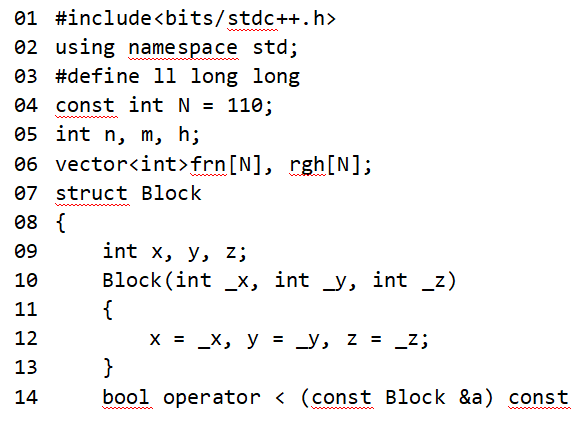 01 #include<bits/stdc++.h>
02 using namespace std;
03 #define ll long long
04 const int N = 110;
05 int n, m, h;
06 vector<int>frn[N], rgh[N];
07 struct Block
08 {
09     int x, y, z;
10     Block(int _x, int _y, int _z)
11     {
12         x = _x, y = _y, z = _z;
13     }
14     bool operator < (const Block &a) const